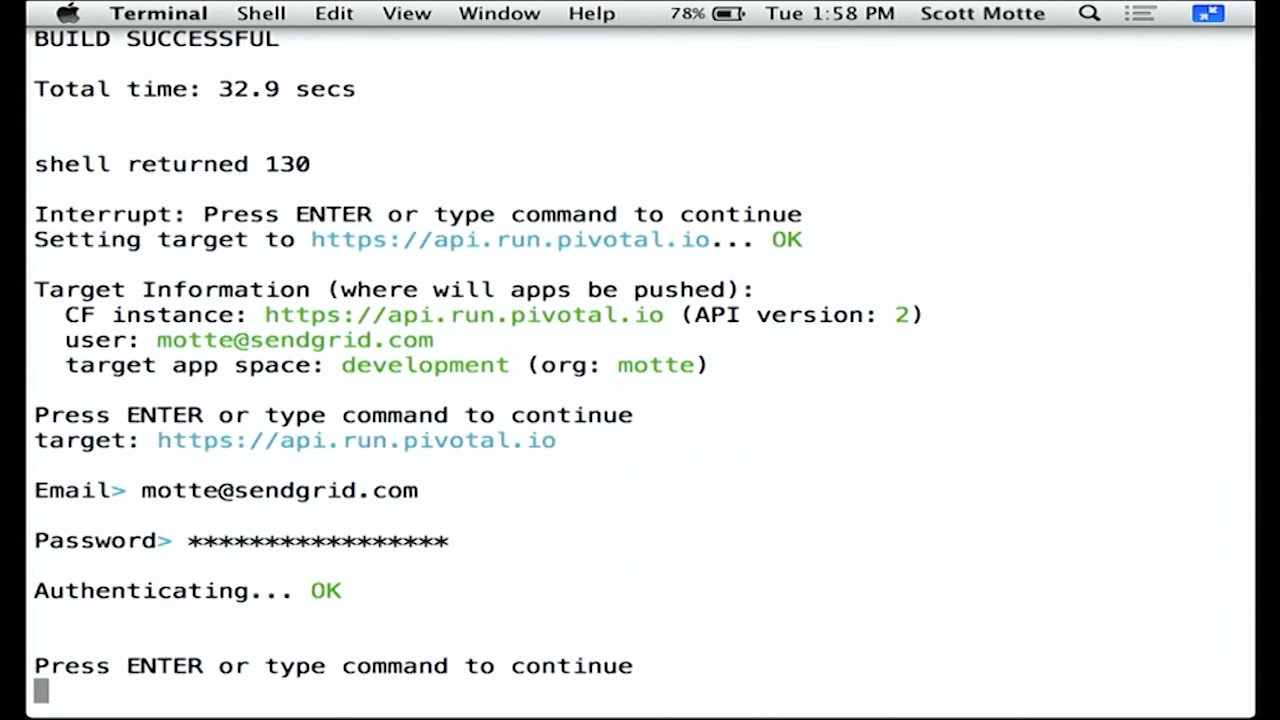 Terminal Shell Edit View Window Help 78% Tue 1:58 PM Scott Motte
BUILD SUCCESSFUL
Total time: 32.9 secs
shell returned 130
Interrupt: Press ENTER or type command to continue
Setting target to https://api.run.pivotal.io... OK
Target Information (where will apps be pushed):
CF instance: https://api.run.pivotal.io (API version: 2)
user: motte@sendgrid.com
target app space: development (org: motte)
Press ENTER or type command to continue
target: https://api.run.pivotal.io
Email> motte@sendgrid.com
Password> *****************
Authenticating... OK
Press ENTER or type command to continue